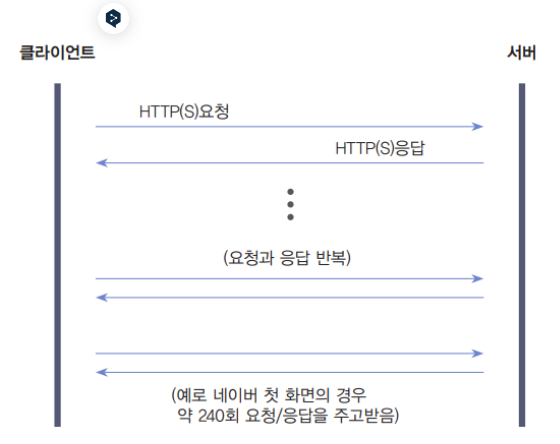 클라이언트
서버
HTTP(S)요청
HTTP(S)응답
(요청과 응답 반복)
(예로 네이버 첫 화면의 경우
약 240회 요청/응답을 주고받음)